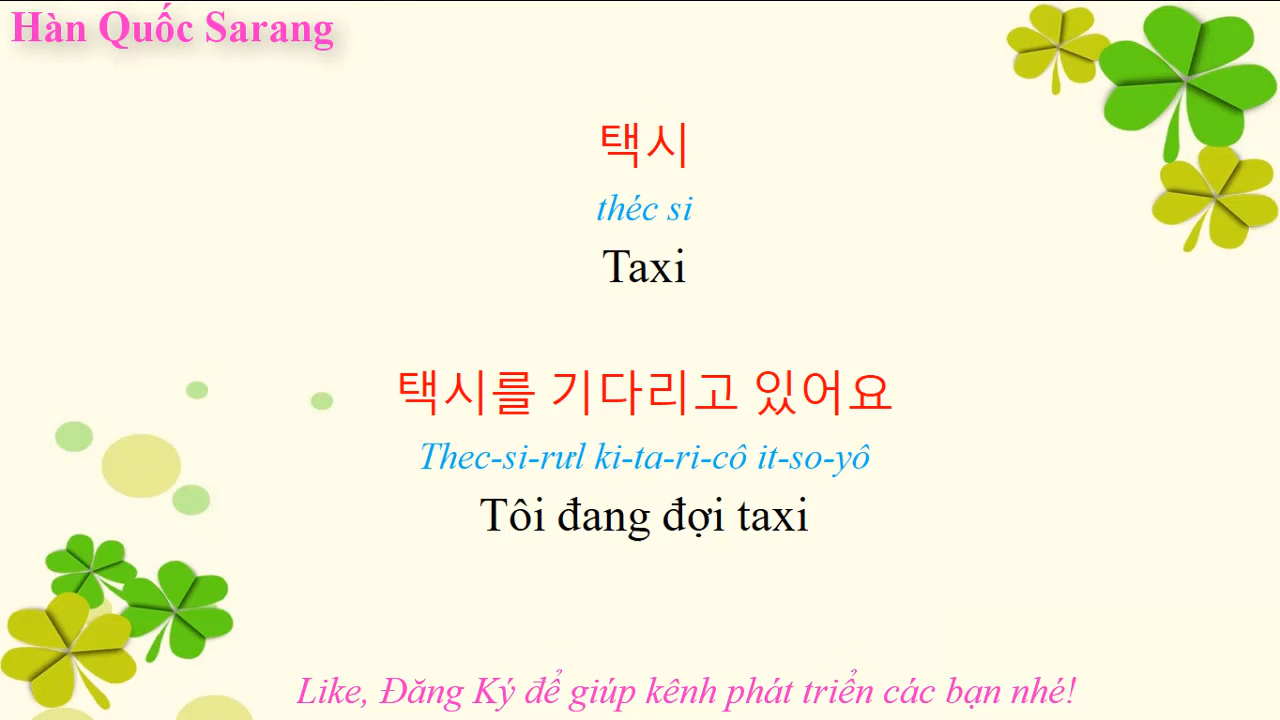 Hàn Quốc Sarang
택시
théc si
Taxi
택시를 기다리고 있어요
Thec-si-rưl ki-ta-ri-cô it-so-yô
Tôi đang đợi taxi
Like, Đăng Ký để giúp kênh phát triển các bạn nhé!